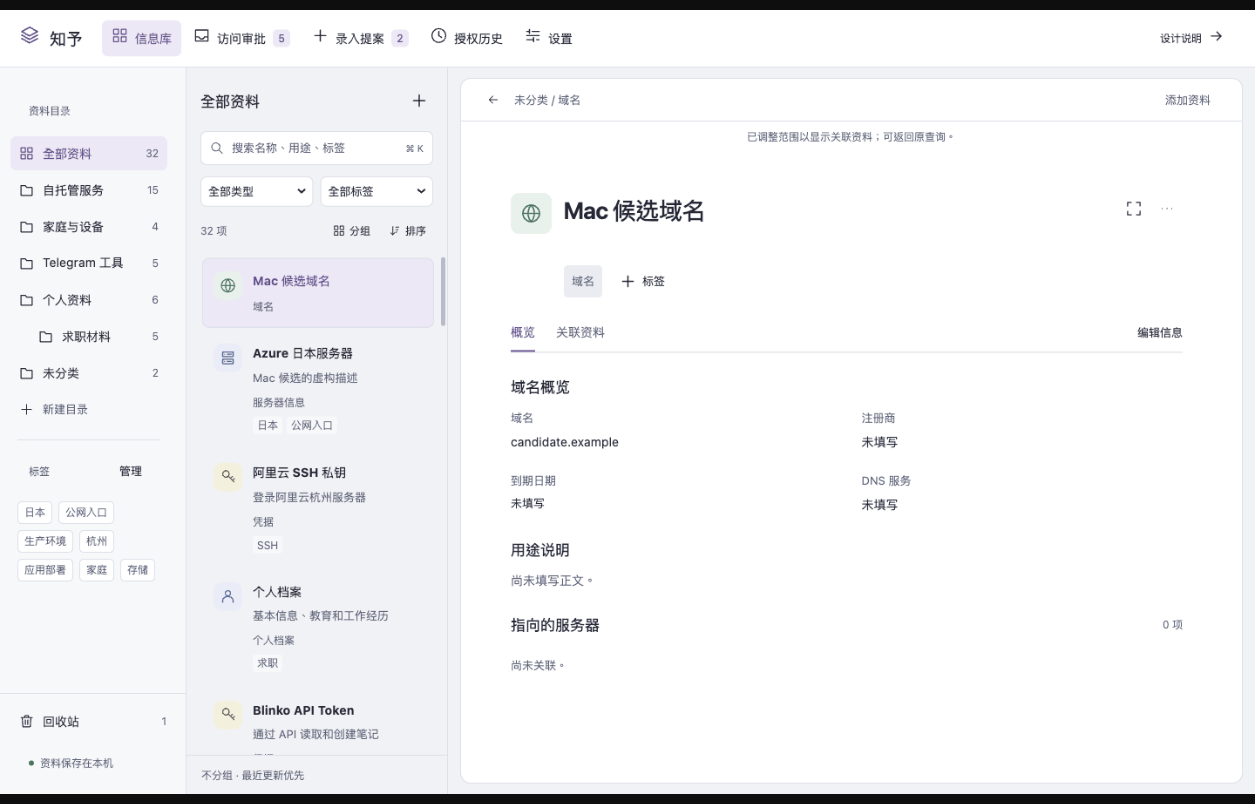 知予
信息库
访问审批 5
录入提案 2
授权历史
设置
设计说明 →
资料目录
全部资料 32
自托管服务 15
家庭与设备 4
Telegram 工具 5
个人资料 6
求职材料 5
未分类 2
新建目录
标签 管理
日本 公网入口
生产环境 杭州
应用部署 家庭 存储
回收站 1
资料保存在本机
全部资料
搜索名称、用途、标签 ⌘ K
全部类型 全部标签
32 项 分组 排序
Mac 候选域名
域名
Azure 日本服务器
Mac 候选的虚构描述
服务器信息
日本 公网入口
阿里云 SSH 私钥
登录阿里云杭州服务器
凭据
SSH
个人档案
基本信息、教育和工作经历
个人档案
求职
Blinko API Token
通过 API 读取和创建笔记
不分组 · 最近更新优先
← 未分类 / 域名 添加资料
已调整范围以显示关联资料；可返回原查询。
Mac 候选域名 ···
域名 标签
概览 关联资料 编辑信息
域名概览
域名 注册商
candidate.example 未填写
到期日期 DNS 服务
未填写 未填写
用途说明
尚未填写正文。
指向的服务器 0 项
尚未关联。